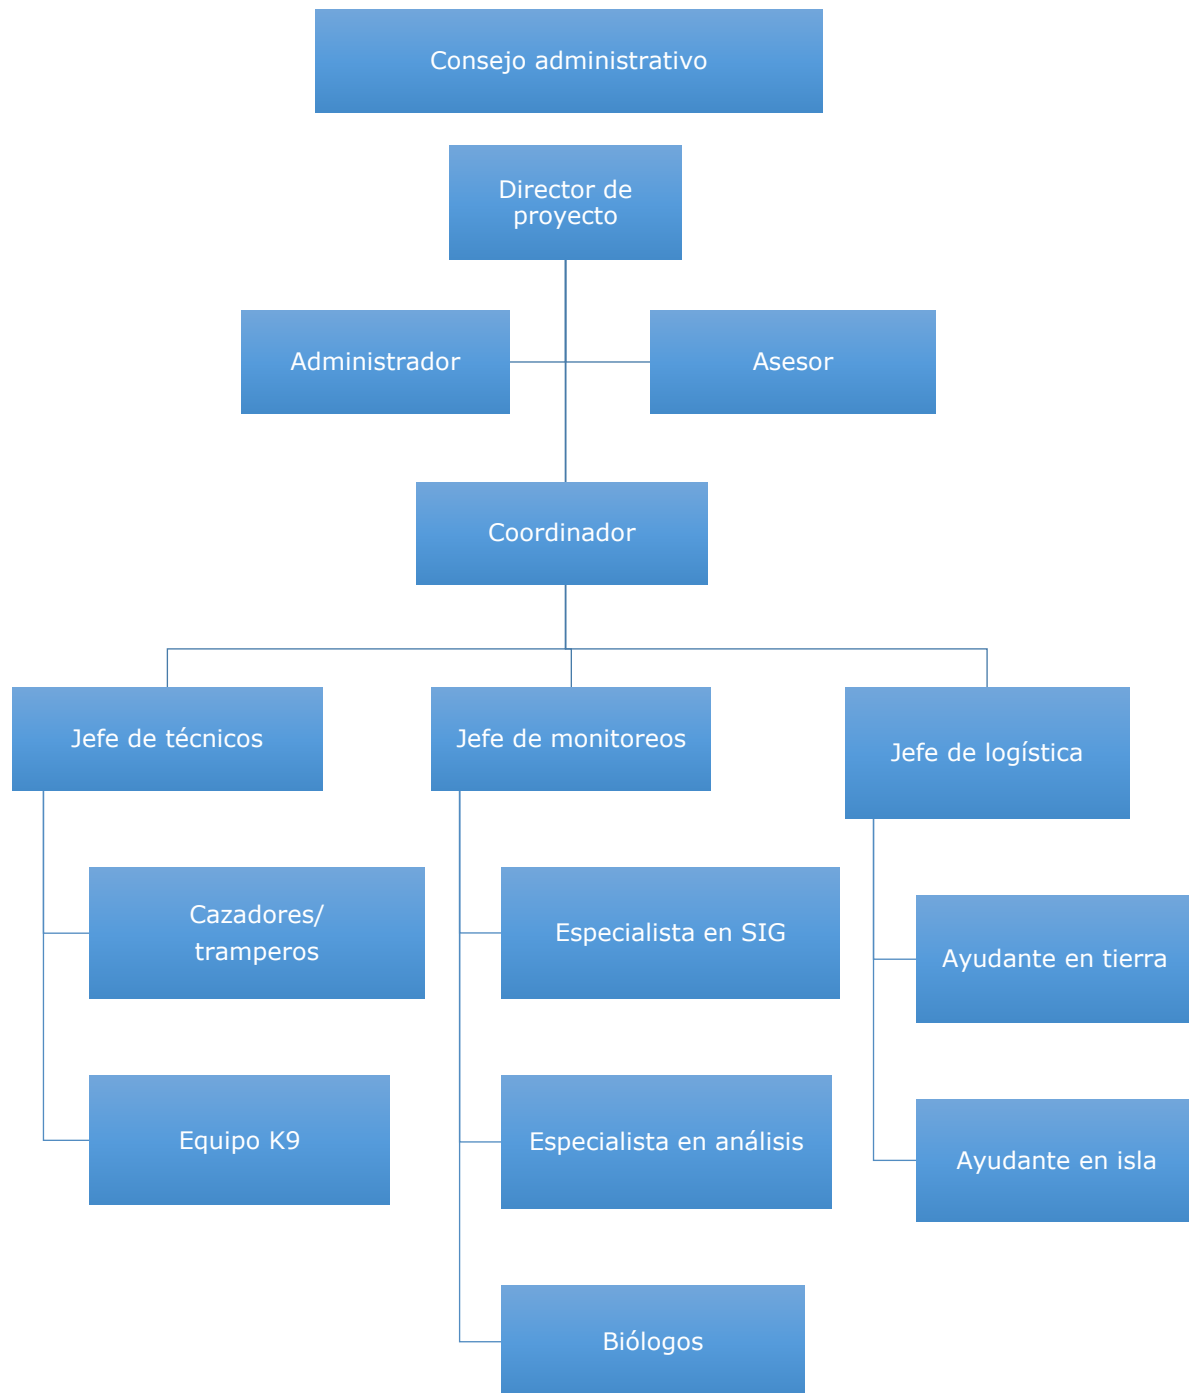 Consejo administrativo
Director de
proyecto
Administrador
Asesor
Coordinador
Jefe de técnicos
Jefe de monitoreos
Jefe de logística
Cazadores/
tramperos
Especialista en SIG
Ayudante en tierra
Equipo K9
Especialista en análisis
Ayudante en isla
Biólogos